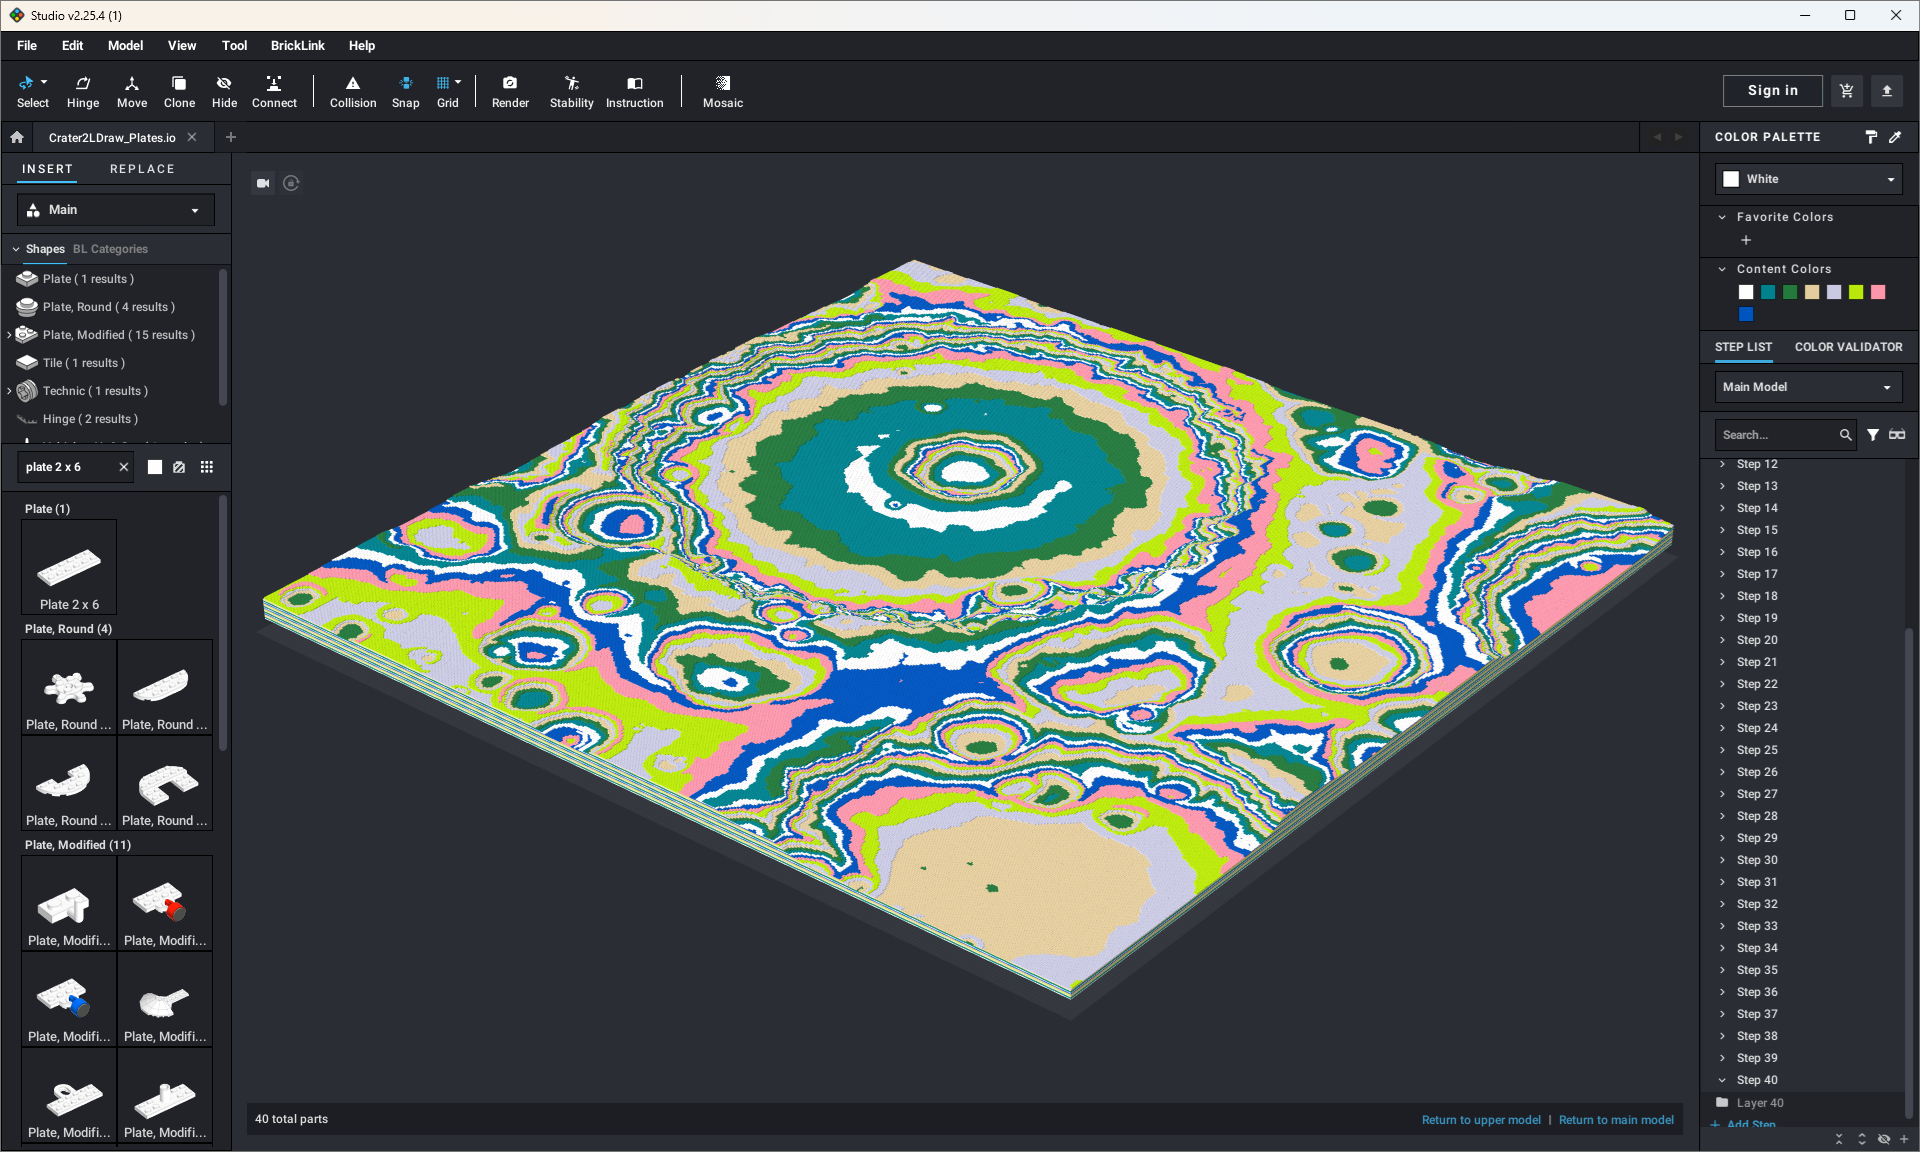 Studio v2.25.4 (1)
File Edit Model View Tool BrickLink Help
Select Hinge Move Clone Hide Connect Collision Snap Grid Render Stability Instruction Mosaic
Sign in
Crater2LDraw_Plates.io
INSERT REPLACE
Main
Shapes BL Categories
Plate ( 1 results )
Plate, Round ( 4 results )
Plate, Modified ( 15 results )
Tile ( 1 results )
Technic ( 1 results )
Hinge ( 2 results )
plate 2 x 6
Plate (1)
Plate 2 x 6
Plate, Round (4)
Plate, Round ... Plate, Round ...
Plate, Round ... Plate, Round ...
Plate, Modified (11)
Plate, Modifi... Plate, Modifi...
Plate, Modifi... Plate, Modifi...
Plate, Modifi... Plate, Modifi...
40 total parts
Return to upper model | Return to main model
COLOR PALETTE
White
Favorite Colors
+
Content Colors
STEP LIST COLOR VALIDATOR
Main Model
Search...
Step 12
Step 13
Step 14
Step 15
Step 16
Step 17
Step 18
Step 19
Step 20
Step 21
Step 22
Step 23
Step 24
Step 25
Step 26
Step 27
Step 28
Step 29
Step 30
Step 31
Step 32
Step 33
Step 34
Step 35
Step 36
Step 37
Step 38
Step 39
Step 40
Layer 40
+ Add Step